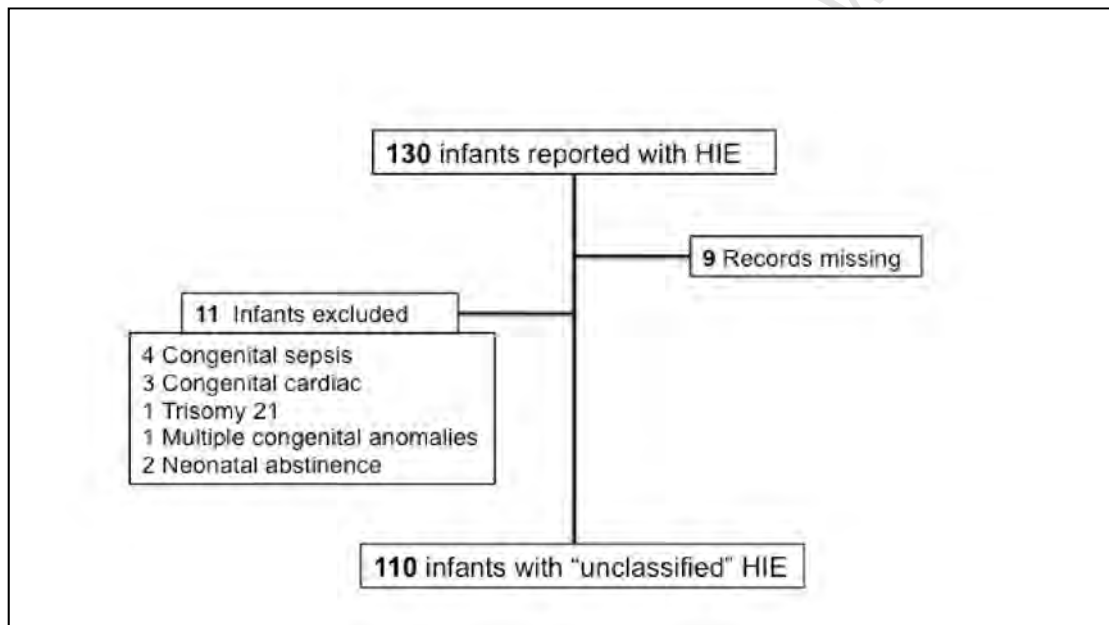 130 infants reported with HIE
9 Records missing
11 Infants excluded
4 Congenital sepsis
3 Congenital cardiac
1 Trisomy 21
1 Multiple congenital anomalies
2 Neonatal abstinence
110 infants with “unclassified” HIE